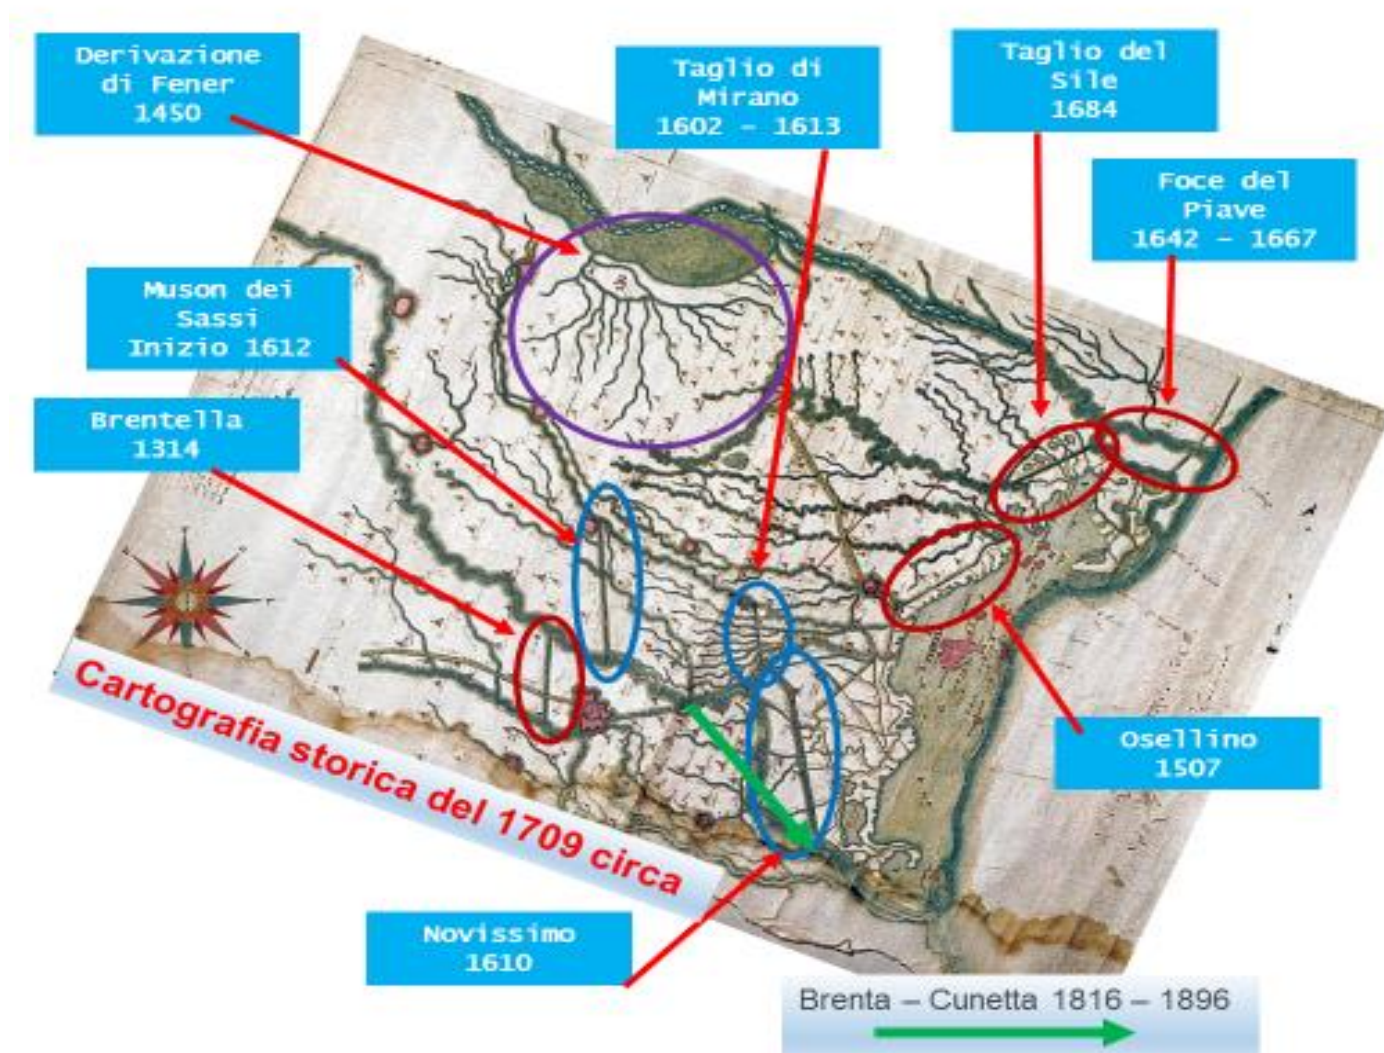 Derivazione
di Fener
1450
Taglio di
Mirano
1602 – 1613
Taglio del
Sile
1684
Foce del
Piave
1642 – 1667
Muson dei
Sassi
Inizio 1612
Brentella
1314
Osellino
1507
Cartografia storica del 1709 circa
Novissimo
1610
Brenta – Cunetta 1816 – 1896